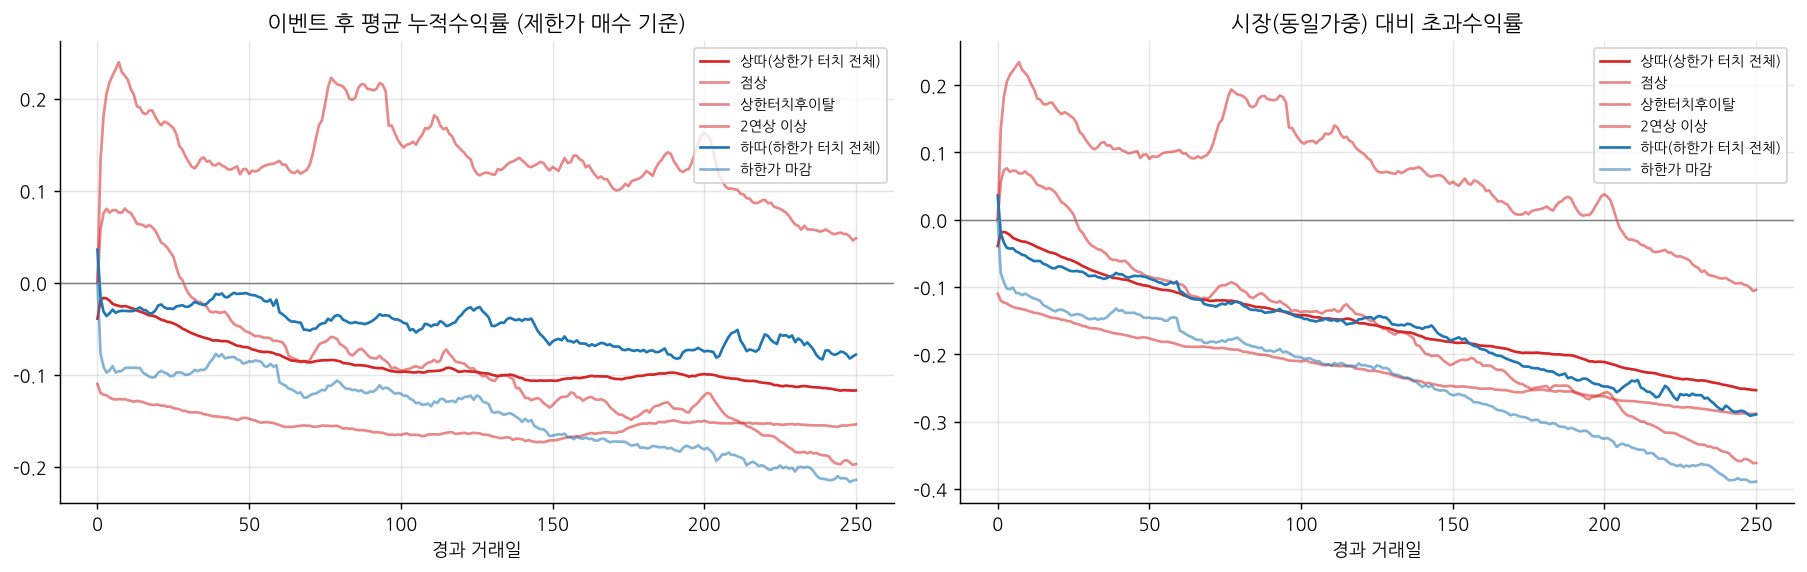 이벤트 후 평균 누적수익률 (제한가 매수 기준)
0.2
0.1
0.0
-0.1
-0.2
0
50
100
150
200
250
경과 거래일
상따(상한가 터치 전체)
점상
상한터치후이탈
2연상 이상
하따(하한가 터치 전체)
하한가 마감
시장(동일가중) 대비 초과수익률
0.2
0.1
0.0
-0.1
-0.2
-0.3
-0.4
0
50
100
150
200
250
경과 거래일
상따(상한가 터치 전체)
점상
상한터치후이탈
2연상 이상
하따(하한가 터치 전체)
하한가 마감